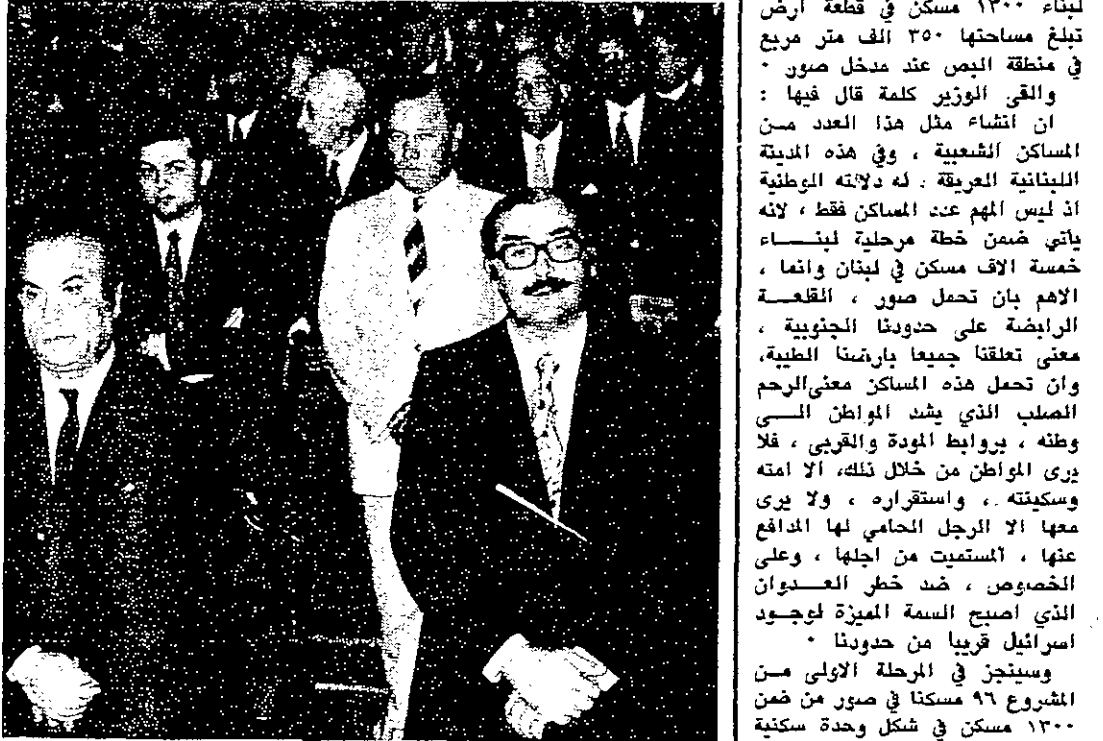 لبناء ١٣٠٠ مسكن في قطعة ارض
تبلغ مساحتها ٣٥٠ الف متر مربع
في منطقة البص عند مدخل صور ٠
والقى الوزير كلمة قال فيها :
ان انشاء مثل هذا العدد مـن
المساكن الشعبية ، وفي هذه المدينة
اللبنانية العريقة ، له دلالته الوطنية
اذ ليس المهم عدد المساكن فقط ، لانه
يأتي ضمن خطة مرحلية لبنـــاء
خمسة الاف مسكن في لبنان وانما ،
الاهم بان تحمل صور ، القلعـــة
الرابضة على حدودنا الجنوبية ،
معنى تعلقنا جميعا بارضنا الطيبة،
وان تحمل هذه المساكن معنى الرحم
الصلب الذي يشد المواطن الـــى
وطنه ، بروابط المودة والقربى ، فلا
يرى المواطن من خلال ذلك، الا امته
وسكينته ، واستقراره ، ولا يرى
معها الا الرجل الحامي لها المدافع
عنها ، المستميت من اجلها ، وعلى
الخصوص ، ضد خطر العـــدوان
الذي اصبح السمة المميزة لوجـود
اسرائيل قريبا من حدودنا ٠
وسينجز في المرحلة الاولى مـن
المشروع ٩٦ مسكنا في صور من ضمن
١٣٠٠ مسكن في شكل وحدة سكنية